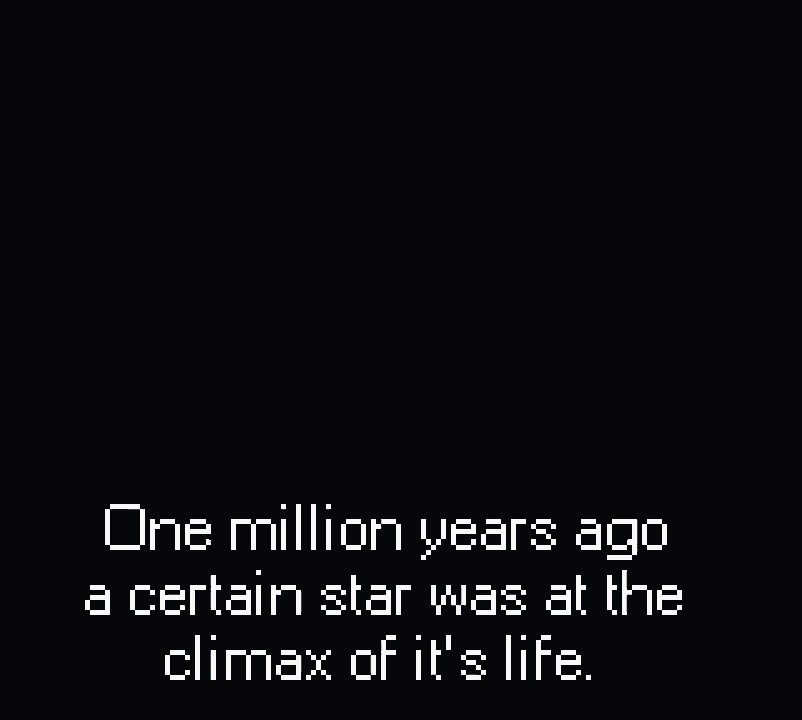 One million years ago
a certain star was at the
climax of it's life.